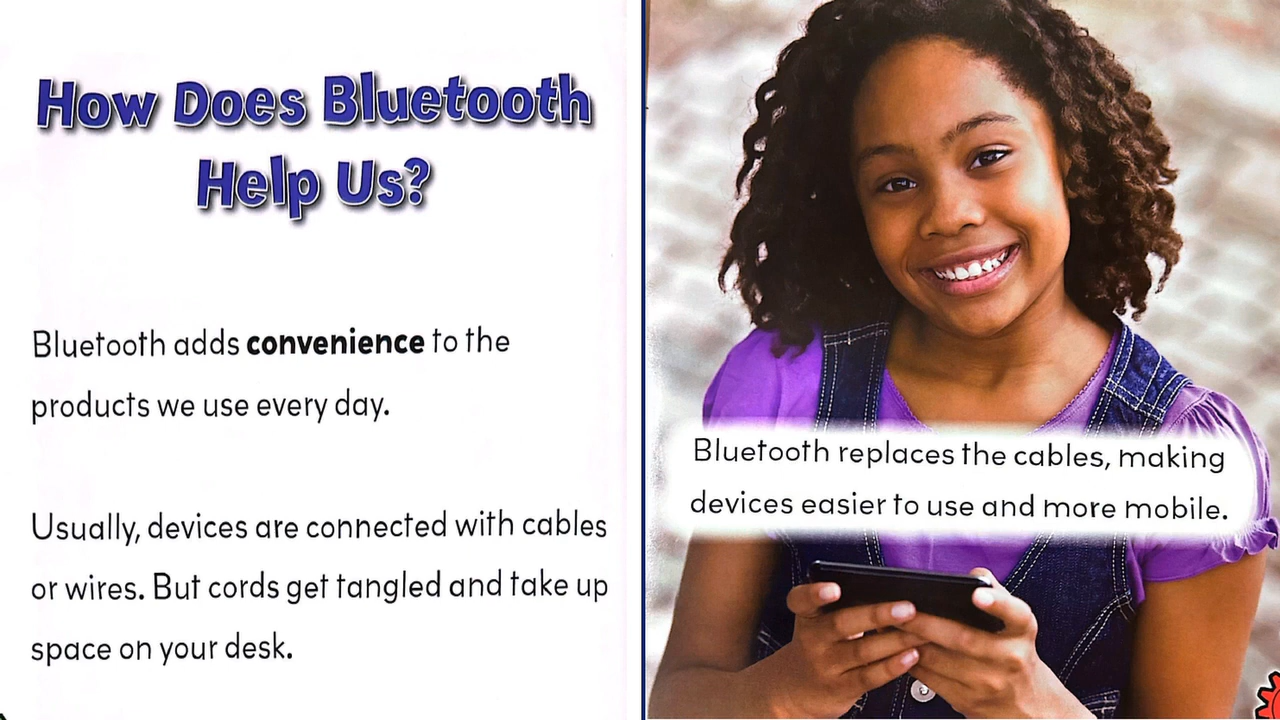 How Does Bluetooth
Help Us?
Bluetooth adds convenience to the
products we use every day.
Usually, devices are connected with cables
or wires. But cords get tangled and take up
space on your desk.
Bluetooth replaces the cables, making
devices easier to use and more mobile.